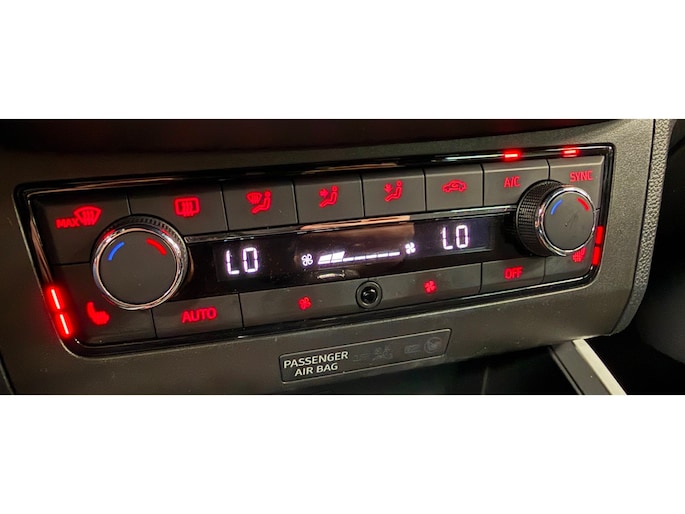 MAX
A/C
SYNC
LO
LO
AUTO
OFF
PASSENGER
AIR BAG